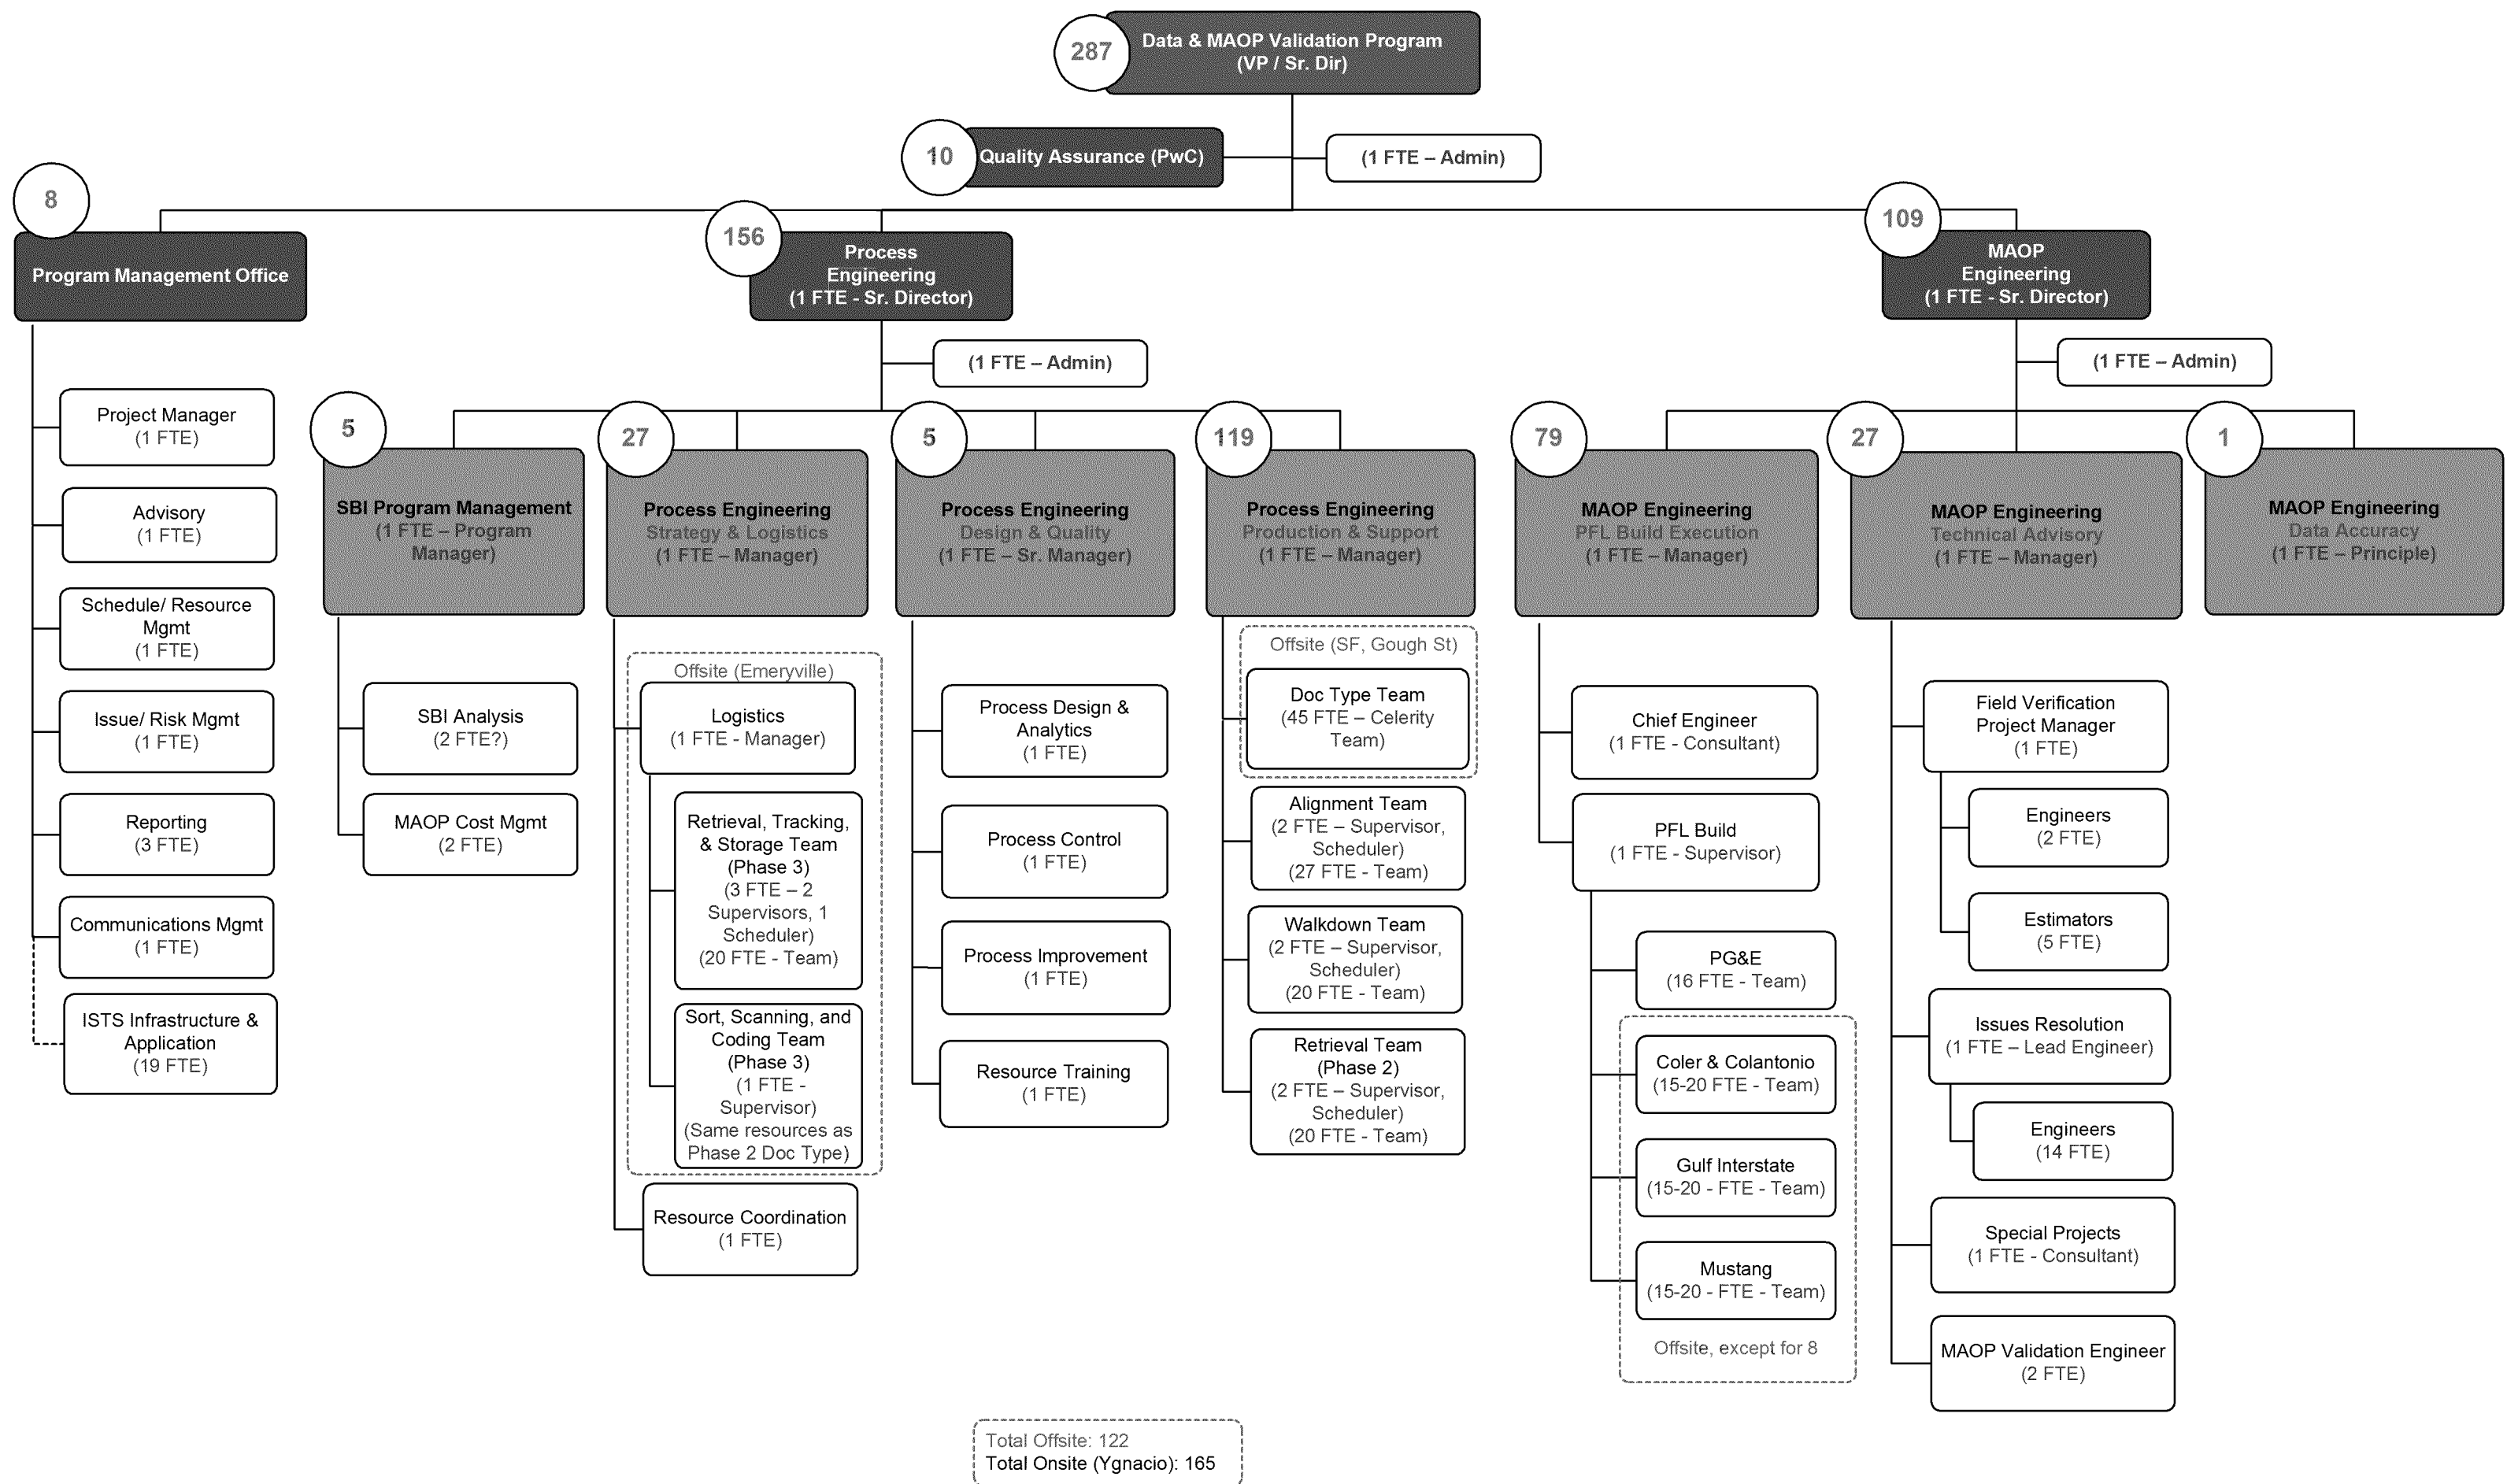 287
Data & MAOP Validation Program
(VP / Sr. Dir)
10
Quality Assurance (PwC)
(1 FTE – Admin)
8
Program Management Office
156
Process
Engineering
(1 FTE - Sr. Director)
109
MAOP
Engineering
(1 FTE - Sr. Director)
(1 FTE – Admin)
(1 FTE – Admin)
Project Manager
(1 FTE)
Advisory
(1 FTE)
Schedule/ Resource
Mgmt
(1 FTE)
Issue/ Risk Mgmt
(1 FTE)
Reporting
(3 FTE)
Communications Mgmt
(1 FTE)
ISTS Infrastructure &
Application
(19 FTE)
5
SBI Program Management
(1 FTE – Program
Manager)
SBI Analysis
(2 FTE?)
MAOP Cost Mgmt
(2 FTE)
27
Process Engineering
Strategy & Logistics
(1 FTE – Manager)
Offsite (Emeryville)
Logistics
(1 FTE - Manager)
Retrieval, Tracking,
& Storage Team
(Phase 3)
(3 FTE – 2
Supervisors, 1
Scheduler)
(20 FTE - Team)
Sort, Scanning, and
Coding Team
(Phase 3)
(1 FTE -
Supervisor)
(Same resources as
Phase 2 Doc Type)
Resource Coordination
(1 FTE)
5
Process Engineering
Design & Quality
(1 FTE – Sr. Manager)
Process Design &
Analytics
(1 FTE)
Process Control
(1 FTE)
Process Improvement
(1 FTE)
Resource Training
(1 FTE)
119
Process Engineering
Production & Support
(1 FTE – Manager)
Offsite (SF, Gough St)
Doc Type Team
(45 FTE – Celerity
Team)
Alignment Team
(2 FTE – Supervisor,
Scheduler)
(27 FTE - Team)
Walkdown Team
(2 FTE – Supervisor,
Scheduler)
(20 FTE - Team)
Retrieval Team
(Phase 2)
(2 FTE – Supervisor,
Scheduler)
(20 FTE - Team)
79
MAOP Engineering
PFL Build Execution
(1 FTE – Manager)
Chief Engineer
(1 FTE - Consultant)
PFL Build
(1 FTE - Supervisor)
PG&E
(16 FTE - Team)
Coler & Colantonio
(15-20 FTE - Team)
Gulf Interstate
(15-20 - FTE - Team)
Mustang
(15-20 - FTE - Team)
Offsite, except for 8
27
MAOP Engineering
Technical Advisory
(1 FTE – Manager)
Field Verification
Project Manager
(1 FTE)
Engineers
(2 FTE)
Estimators
(5 FTE)
Issues Resolution
(1 FTE – Lead Engineer)
Engineers
(14 FTE)
Special Projects
(1 FTE - Consultant)
MAOP Validation Engineer
(2 FTE)
1
MAOP Engineering
Data Accuracy
(1 FTE – Principle)
Total Offsite: 122
Total Onsite (Ygnacio): 165